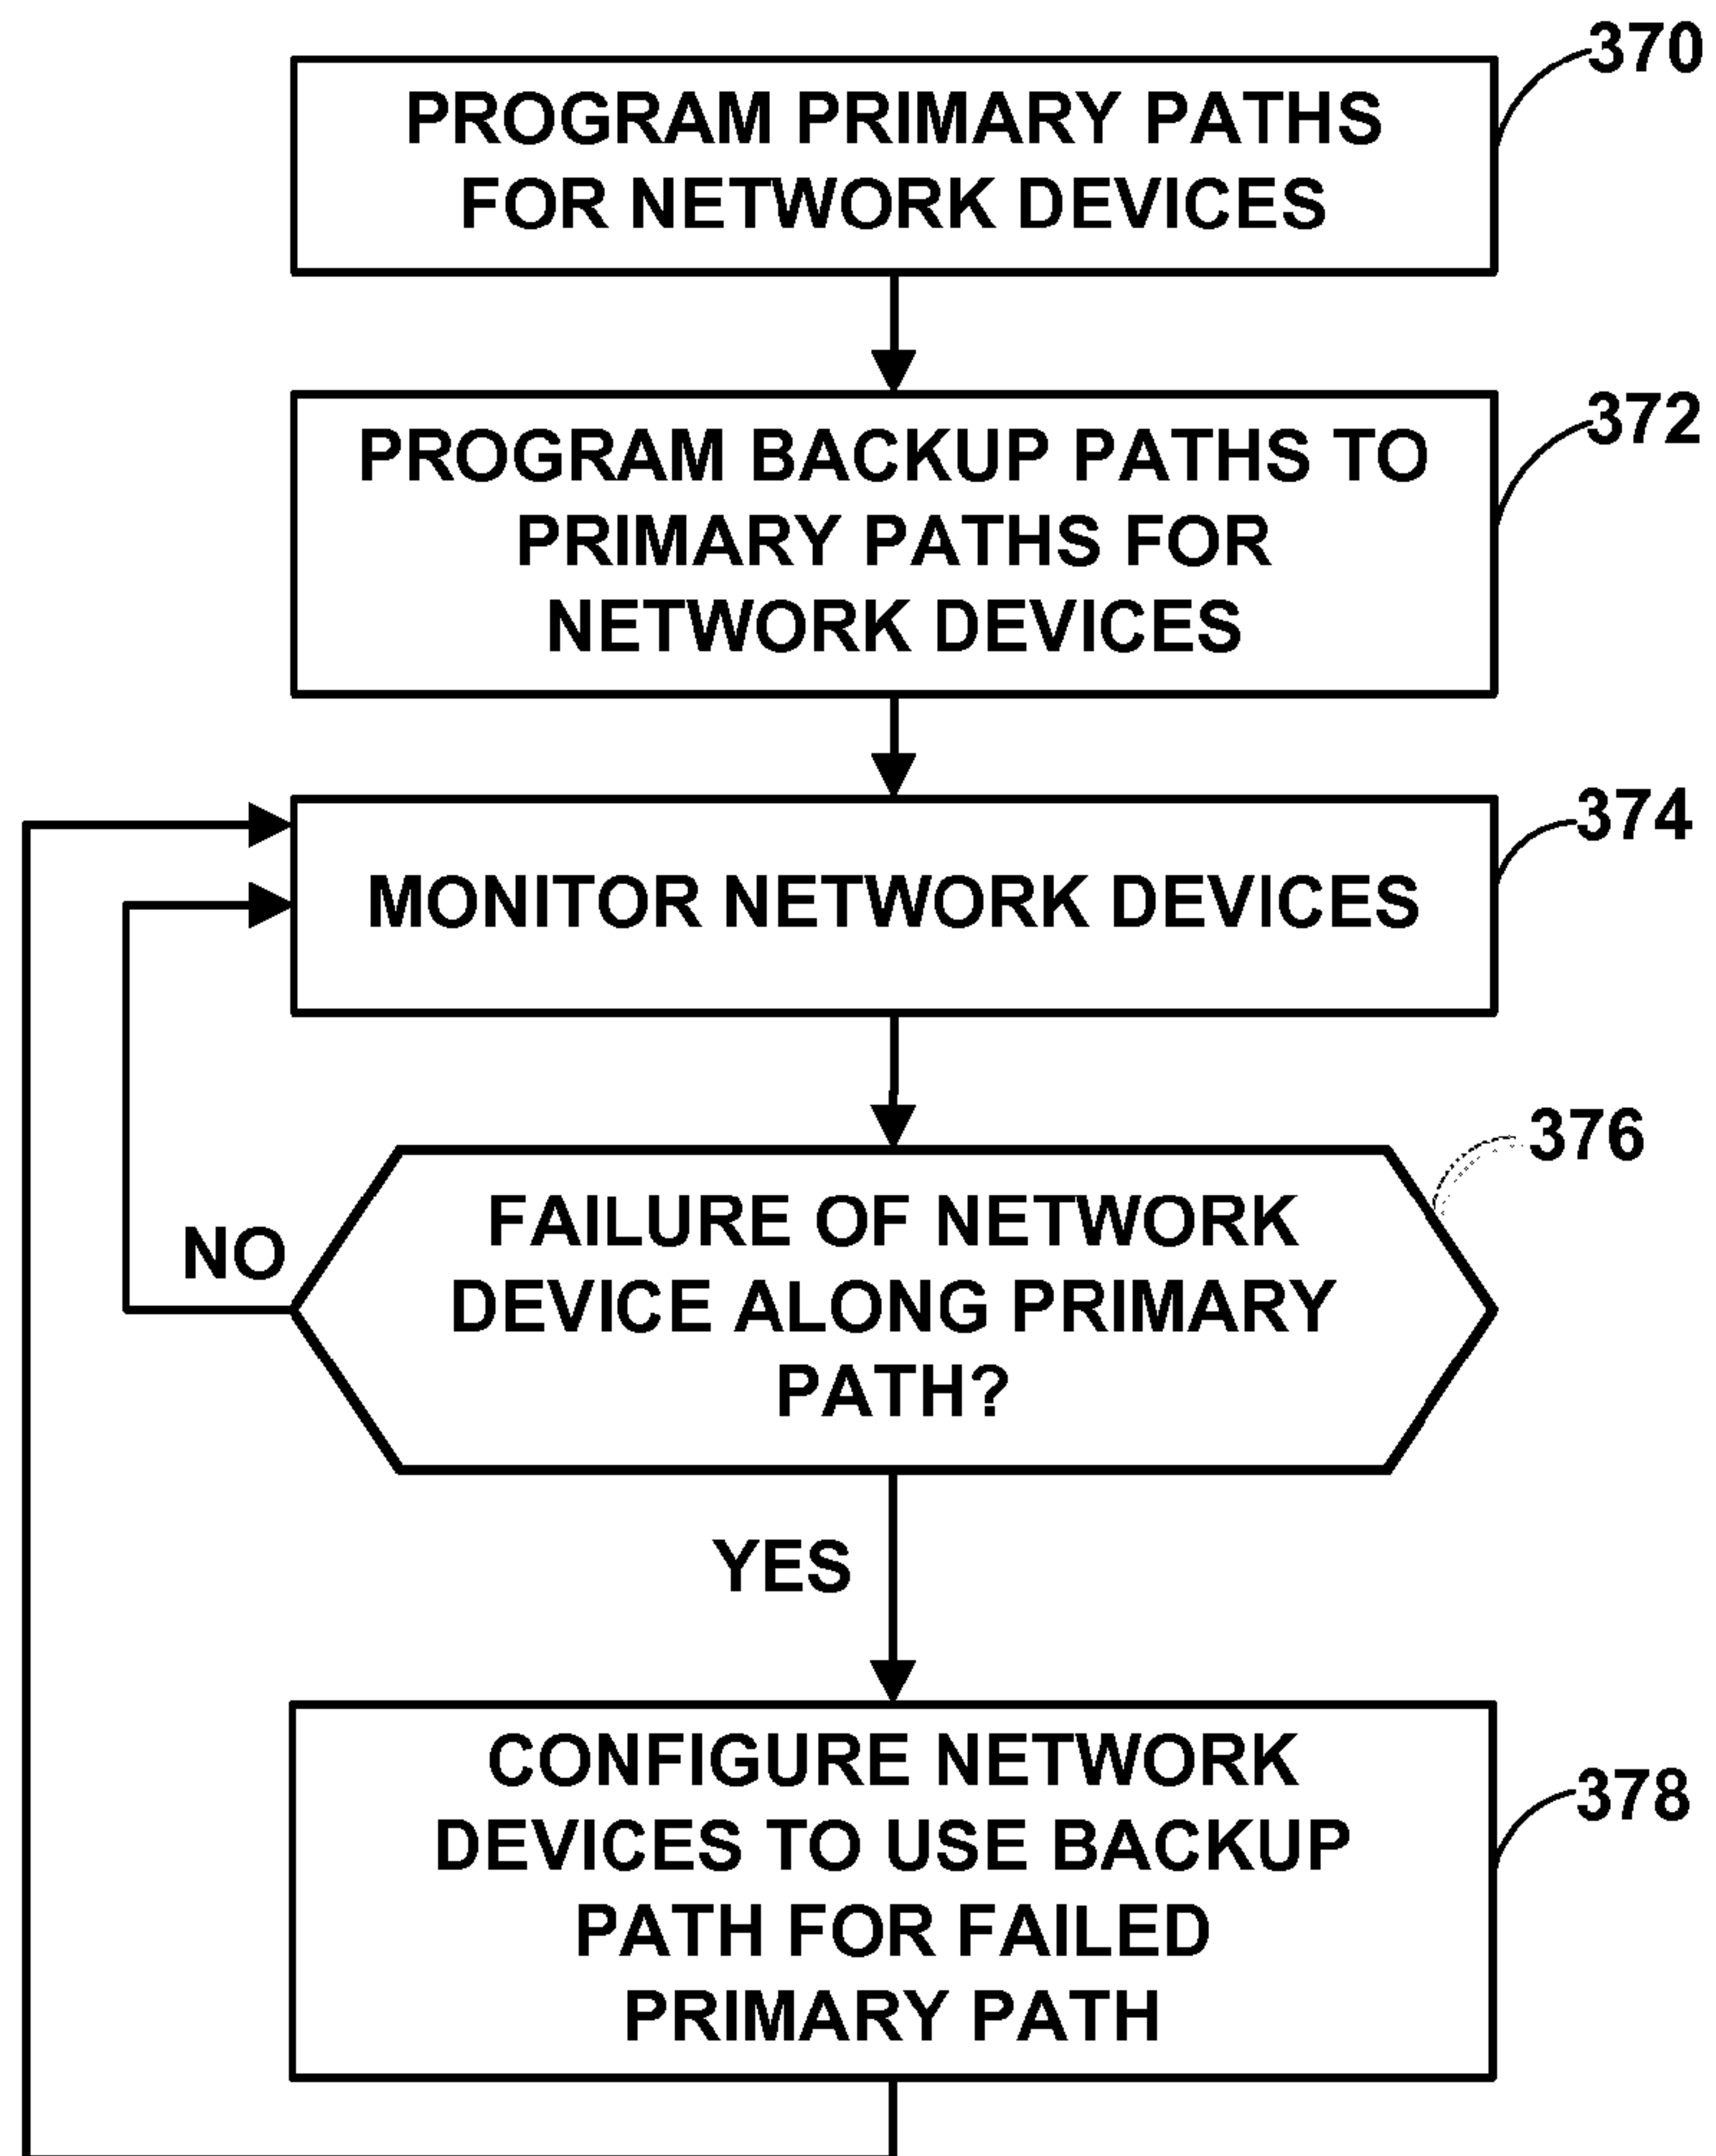 370
PROGRAM PRIMARY PATHS
FOR NETWORK DEVICES
372
PROGRAM BACKUP PATHS TO
PRIMARY PATHS FOR
NETWORK DEVICES
374
MONITOR NETWORK DEVICES
376
FAILURE OF NETWORK
DEVICE ALONG PRIMARY
PATH?
NO
YES
CONFIGURE NETWORK
DEVICES TO USE BACKUP
PATH FOR FAILED
PRIMARY PATH
378